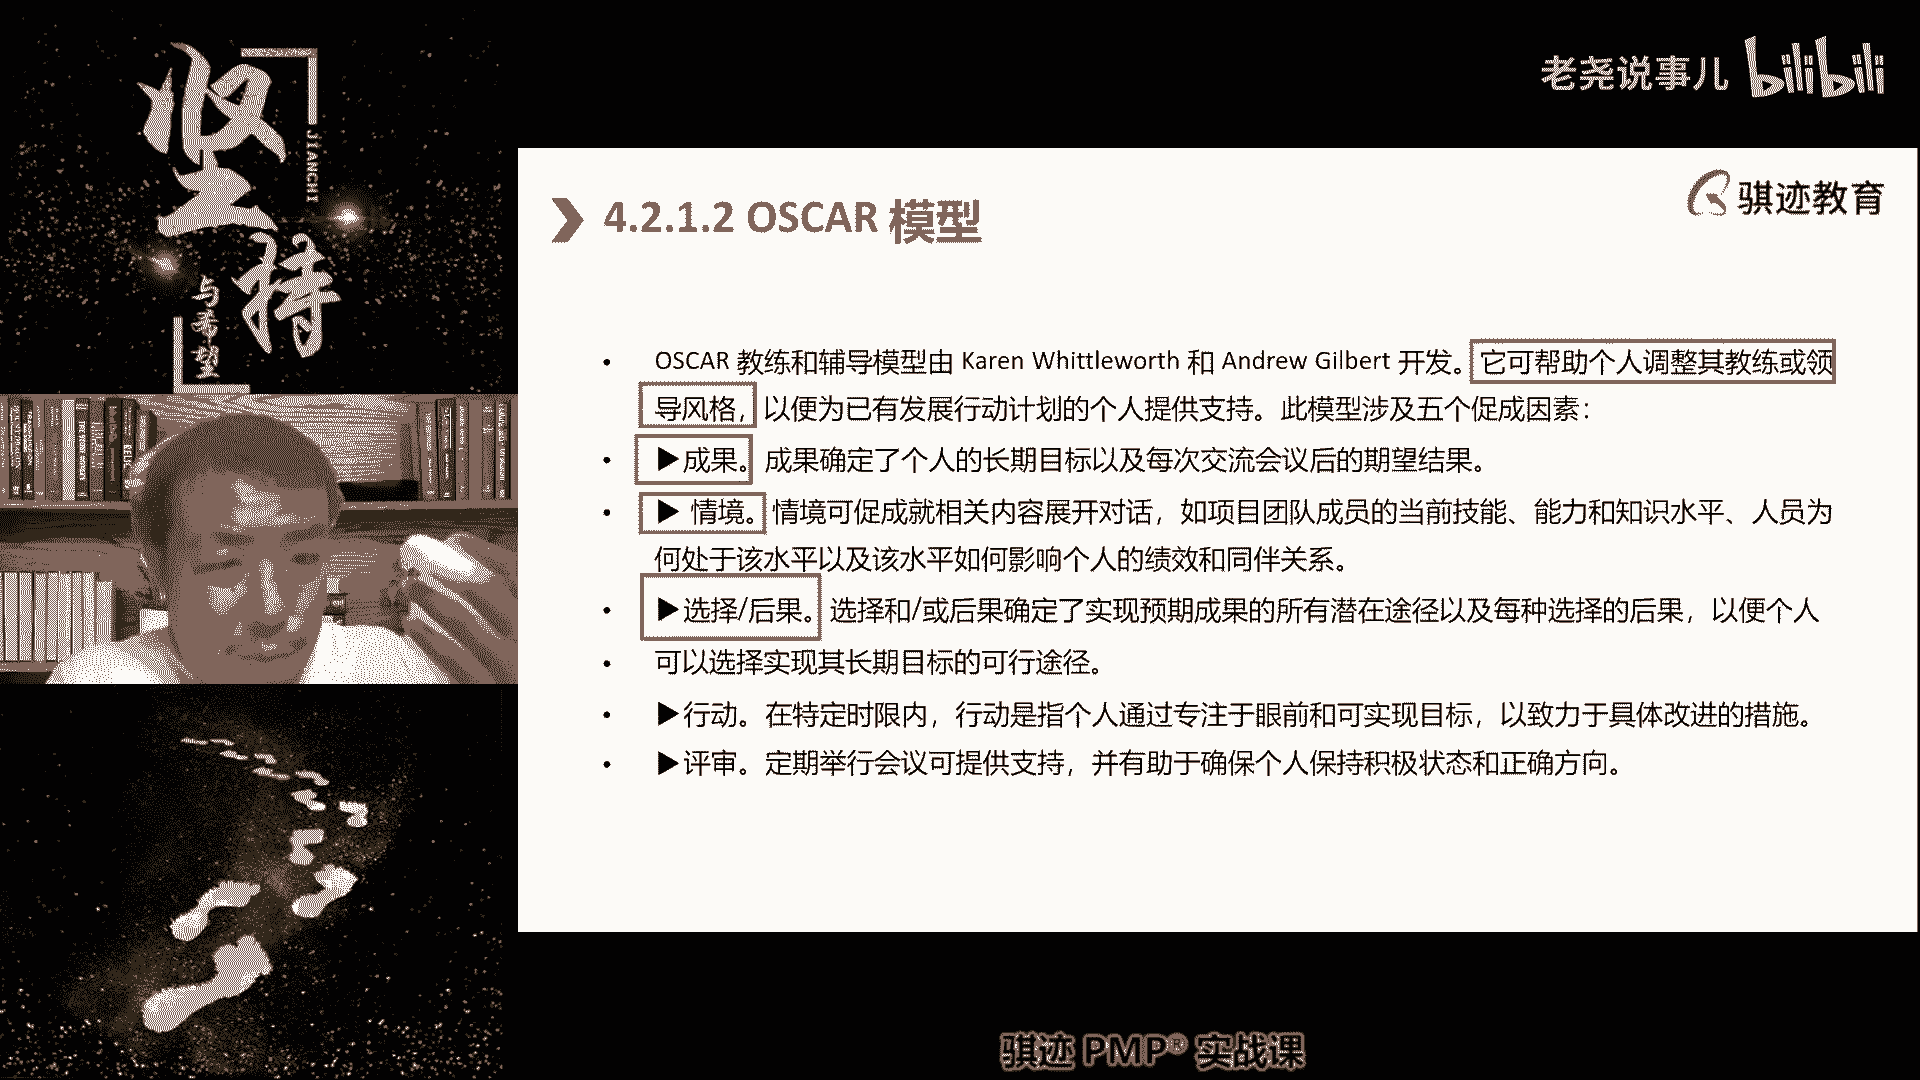 坚持
JIANCHI
与希望
老尧说事儿 bilibili
骐迹教育
4.2.1.2 OSCAR 模型
• OSCAR 教练和辅导模型由 Karen Whittleworth 和 Andrew Gilbert 开发。它可帮助个人调整其教练或领
导风格，以便为已有发展行动计划的个人提供支持。此模型涉及五个促成因素：
• ▶成果。成果确定了个人的长期目标以及每次交流会议后的期望结果。
• ▶ 情境。情境可促成就相关内容展开对话，如项目团队成员的当前技能、能力和知识水平、人员为
何处于该水平以及该水平如何影响个人的绩效和同伴关系。
• ▶选择/后果。选择和/或后果确定了实现预期成果的所有潜在途径以及每种选择的后果，以便个人
• 可以选择实现其长期目标的可行途径。
• ▶行动。在特定时限内，行动是指个人通过专注于眼前和可实现目标，以致力于具体改进的措施。
• ▶评审。定期举行会议可提供支持，并有助于确保个人保持积极状态和正确方向。
骐迹 PMP® 实战课